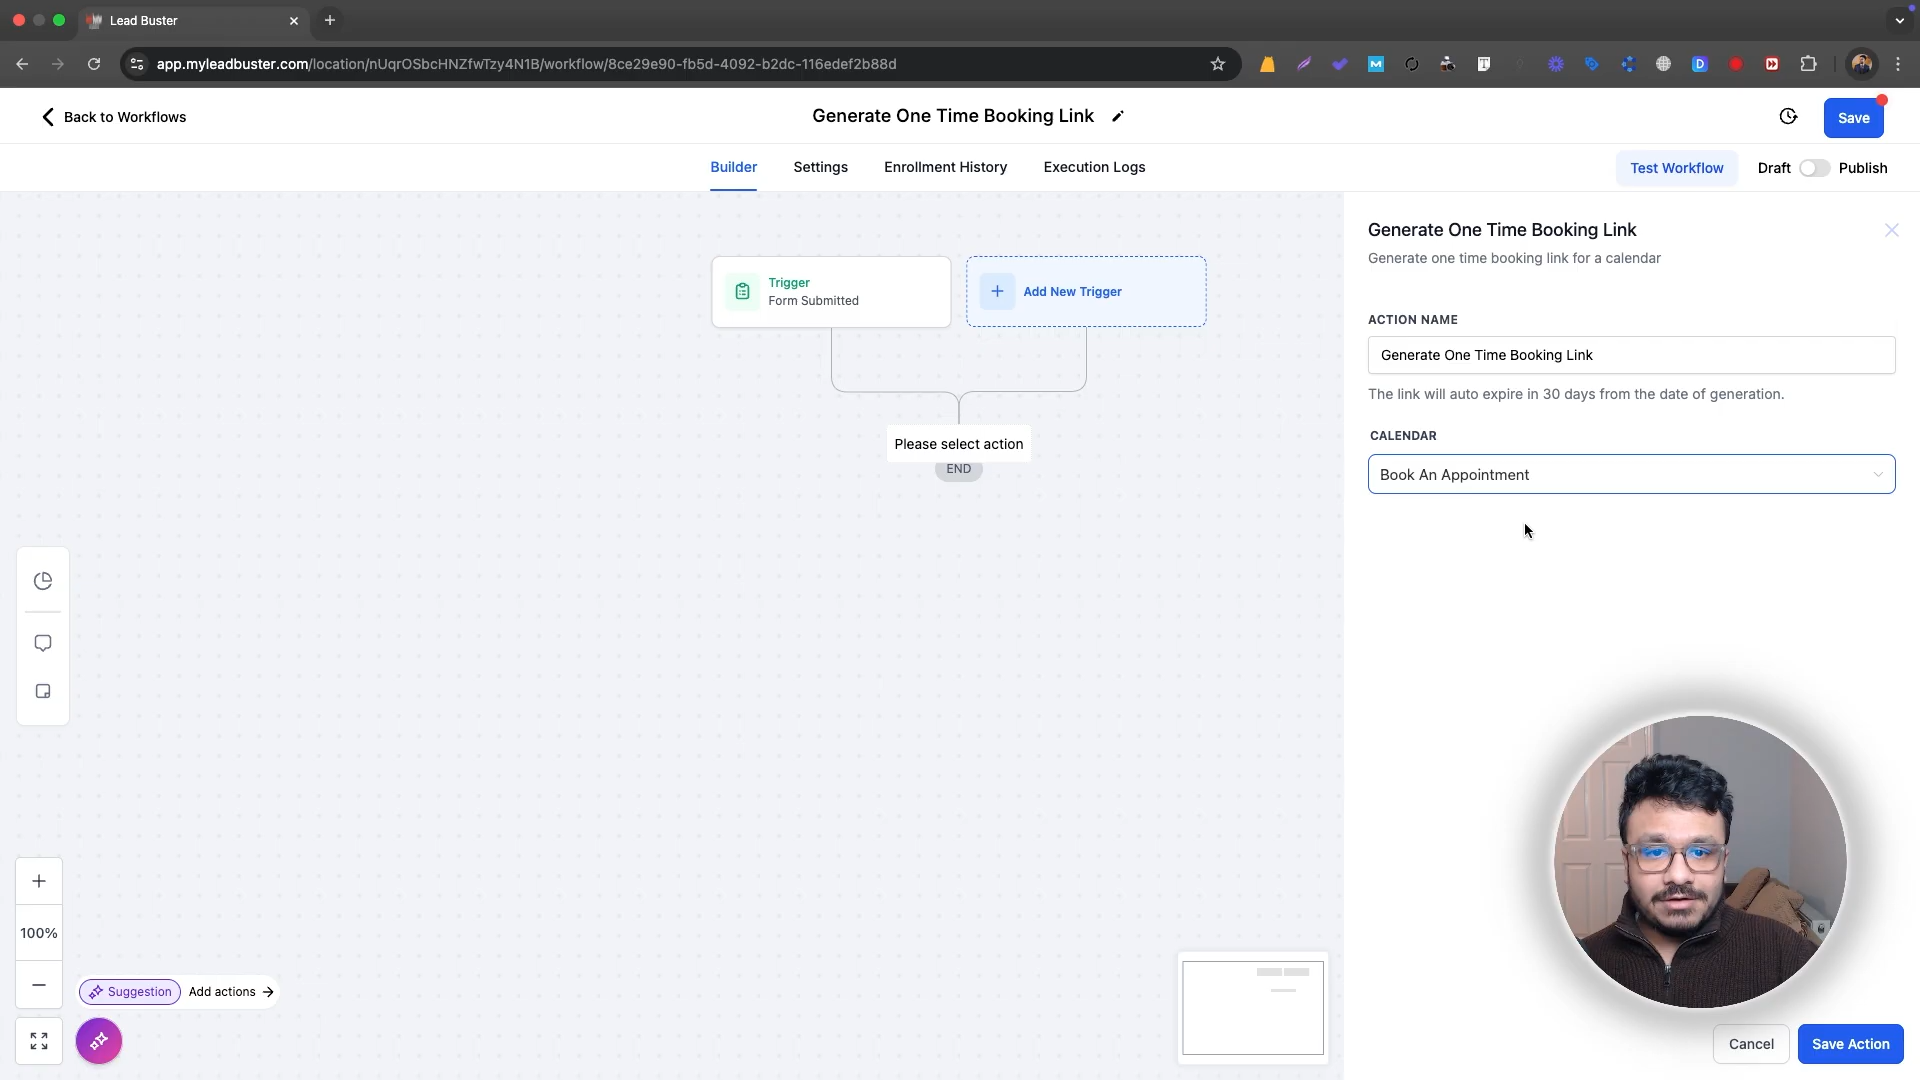 Lead Buster
app.myleadbuster.com/location/nUqrOSbcHNZfwTzy4N1B/workflow/8ce29e90-fb5d-4092-b2dc-116edef2b88d
Back to Workflows
Generate One Time Booking Link
Save
Builder
Settings
Enrollment History
Execution Logs
Test Workflow
Draft
Publish
Trigger
Form Submitted
Add New Trigger
Please select action
END
Generate One Time Booking Link
Generate one time booking link for a calendar
ACTION NAME
Generate One Time Booking Link
The link will auto expire in 30 days from the date of generation.
CALENDAR
Book An Appointment
100%
Suggestion
Add actions
Cancel
Save Action